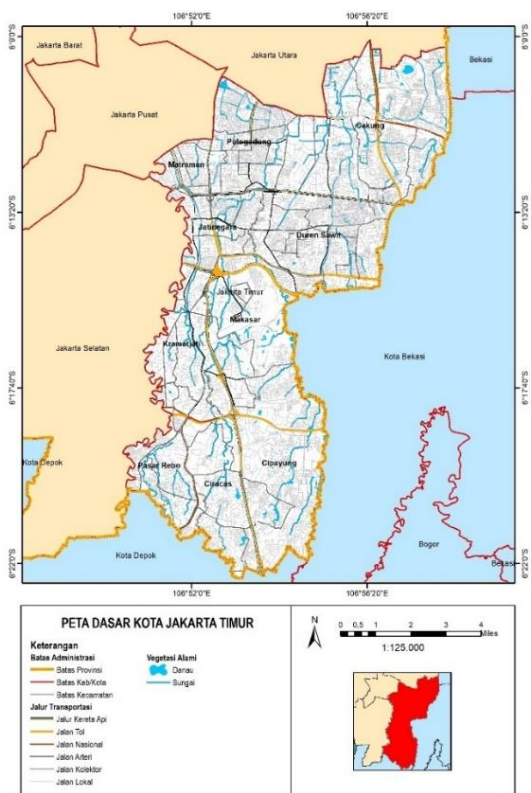 106°52'0"E
106°56'20"E
6°9'0"S
6°9'0"S
Jakarta Barat
Jakarta Utara
Bekasi
Cakung
Jakarta Pusat
Pulogadung
Matraman
6°13'20"S
6°13'20"S
Jatinegara
Duren Sawit
Jakarta Timur
Makasar
Kramatjati
Jakarta Selatan
Kota Bekasi
6°17'40"S
6°17'40"S
Kota Depok
Pasar Rebo
Cipayung
Ciracas
Kota Depok
Bogor
Bekasi
6°22'0"S
6°22'0"S
106°52'0"E
106°56'20"E
PETA DASAR KOTA JAKARTA TIMUR
Keterangan
Batas Administrasi
Batas Provinsi
Batas Kab/Kota
Batas Kecamatan
Jalur Transportasi
Jalur Kereta Api
Jalan Tol
Jalan Nasional
Jalan Arteri
Jalan Kolektor
Jalan Lokal
Vegetasi Alami
Danau
Sungai
N
0 0,5 1 2 3 4
Miles
1:125.000